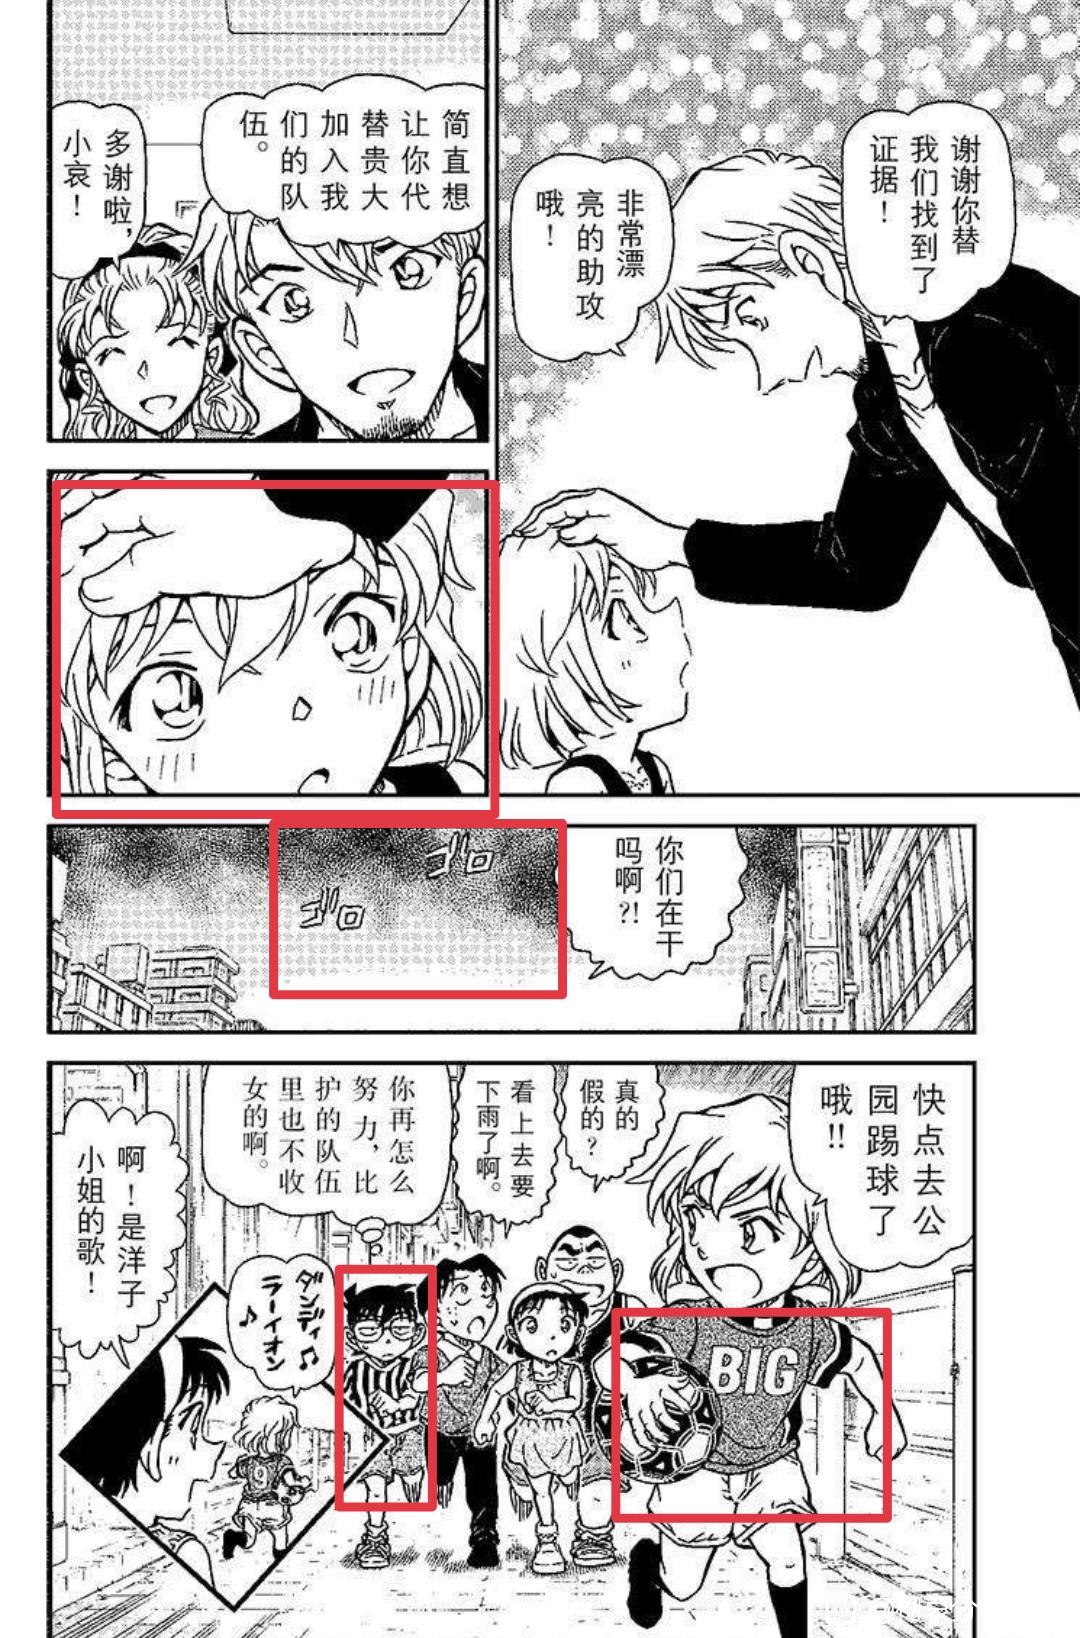 谢谢你替
我们找到了
证据！
非常漂
亮的助攻
哦！
简直想
让你代
替贵大
加入我
们的队
伍。
多谢啦，
小哀！
ゴロ
ゴロ
你们在干
吗啊?!
快点去公
园踢球了
哦!!
真的
假的？
看上去要
下雨了啊。
你再怎么
努力，比
护的队伍
里也不收
女的啊。
啊！是洋子
小姐的歌！
ダンディ♪
ラーイオン
♪
BIG
9